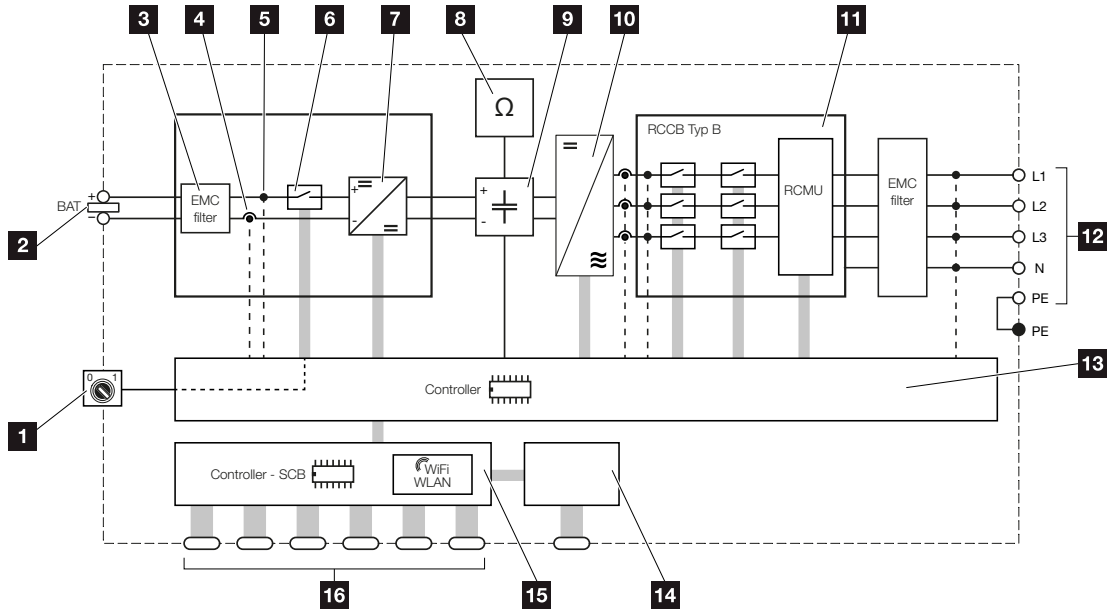 3 4 5 6 7 8 9 10 11
Ω
RCCB Typ B
EMC
filter
+ =
- =
+
-
=
≋
RCMU
EMC
filter
L1
L2
L3
N
PE
PE
BAT
+
−
2
12
0 1
1
Controller
13
Controller - SCB
WiFi
WLAN
16 15 14